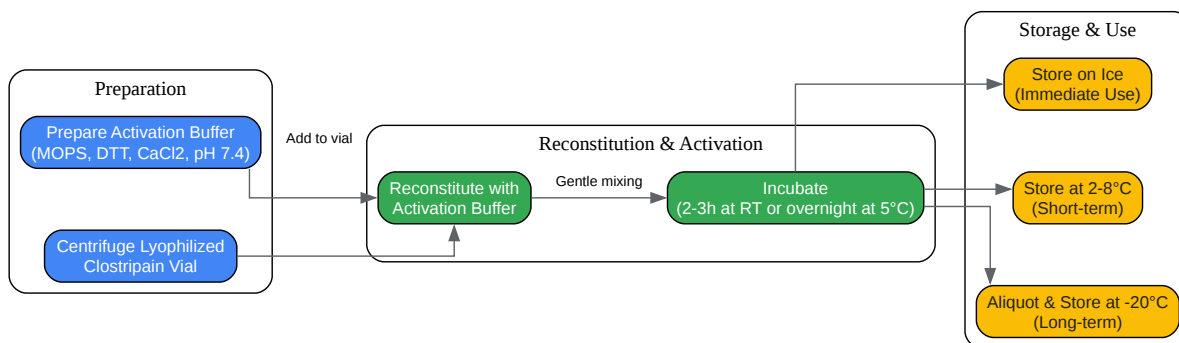 Preparation
Prepare Activation Buffer
(MOPS, DTT, CaCl2, pH 7.4)
Centrifuge Lyophilized
Clostripain Vial
Add to vial
Reconstitution & Activation
Reconstitute with
Activation Buffer
Gentle mixing
Incubate
(2-3h at RT or overnight at 5°C)
Storage & Use
Store on Ice
(Immediate Use)
Store at 2-8°C
(Short-term)
Aliquot & Store at -20°C
(Long-term)